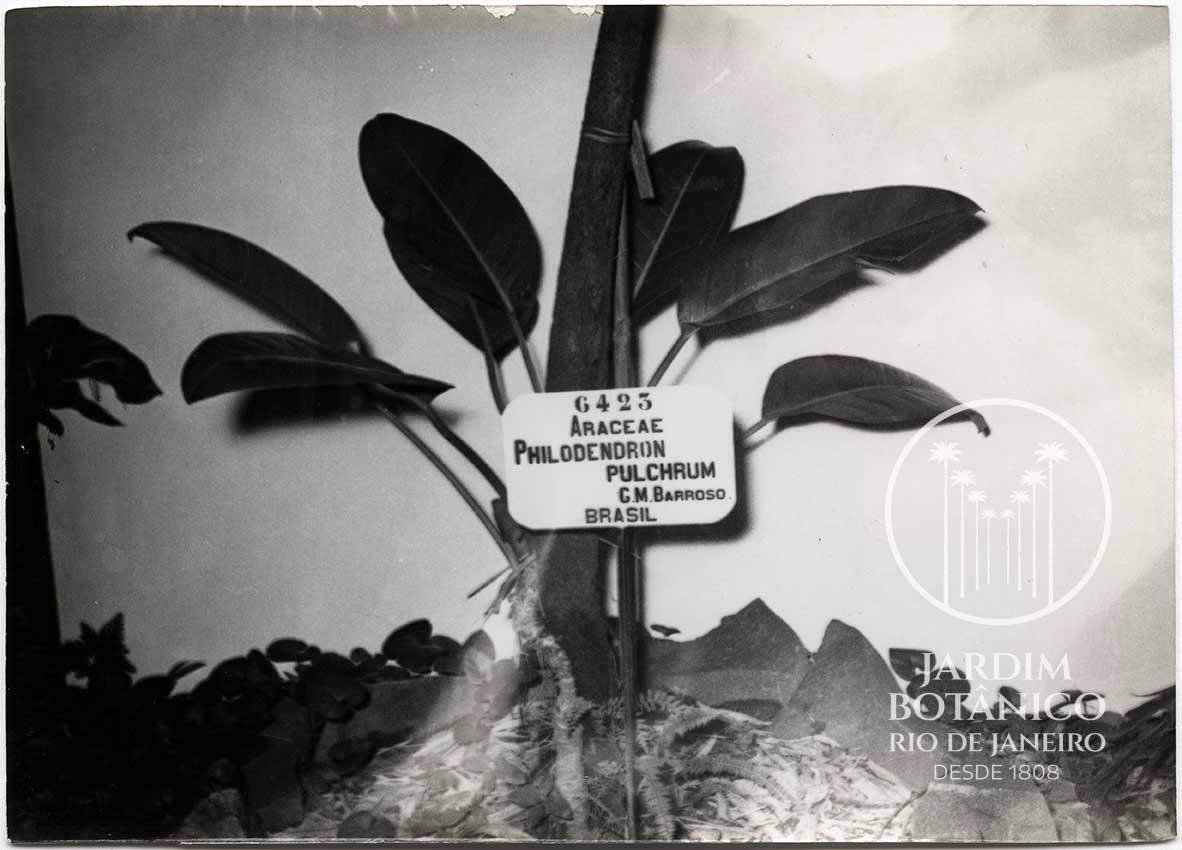 6423
ARACEAE
PHILODENDRON
PULCHRUM
G.M.BARROSO.
BRASIL
JARDIM
BOTÂNICO
RIO DE JANEIRO
DESDE 1808